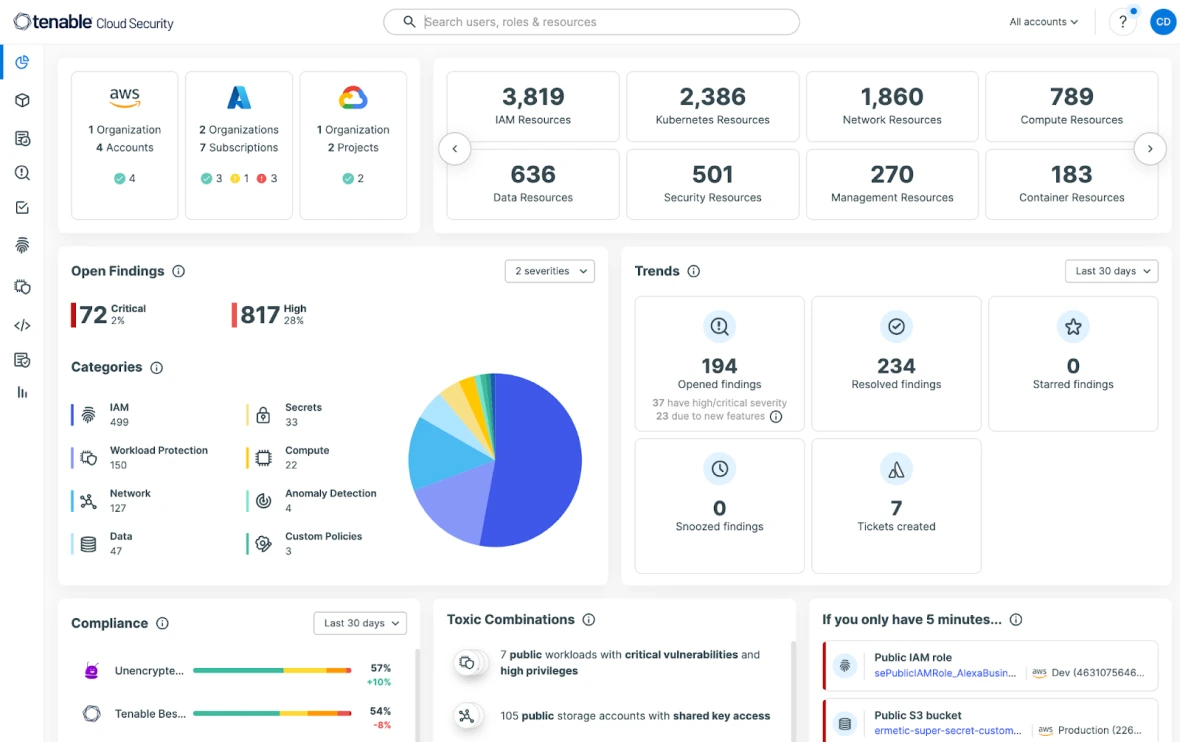 tenable Cloud Security
Search users, roles & resources
All accounts
?
CD
aws
1 Organization
4 Accounts
4
2 Organizations
7 Subscriptions
3 1 3
1 Organization
2 Projects
2
3,819
IAM Resources
2,386
Kubernetes Resources
1,860
Network Resources
789
Compute Resources
636
Data Resources
501
Security Resources
270
Management Resources
183
Container Resources
Open Findings
2 severities
72 Critical
2%
817 High
28%
Categories
IAM
499
Secrets
33
Workload Protection
150
Compute
22
Network
127
Anomaly Detection
4
Data
47
Custom Policies
3
Trends
Last 30 days
194
Opened findings
37 have high/critical severity
23 due to new features
234
Resolved findings
0
Starred findings
0
Snoozed findings
7
Tickets created
Compliance
Last 30 days
Unencrypte... 57%
+10%
Tenable Bes... 54%
-8%
Toxic Combinations
7 public workloads with critical vulnerabilities and
high privileges
105 public storage accounts with shared key access
If you only have 5 minutes...
Public IAM role
sePublicIAMRole_AlexaBusin... aws Dev (4631075646...
Public S3 bucket
ermetic-super-secret-custom... aws Production (226...